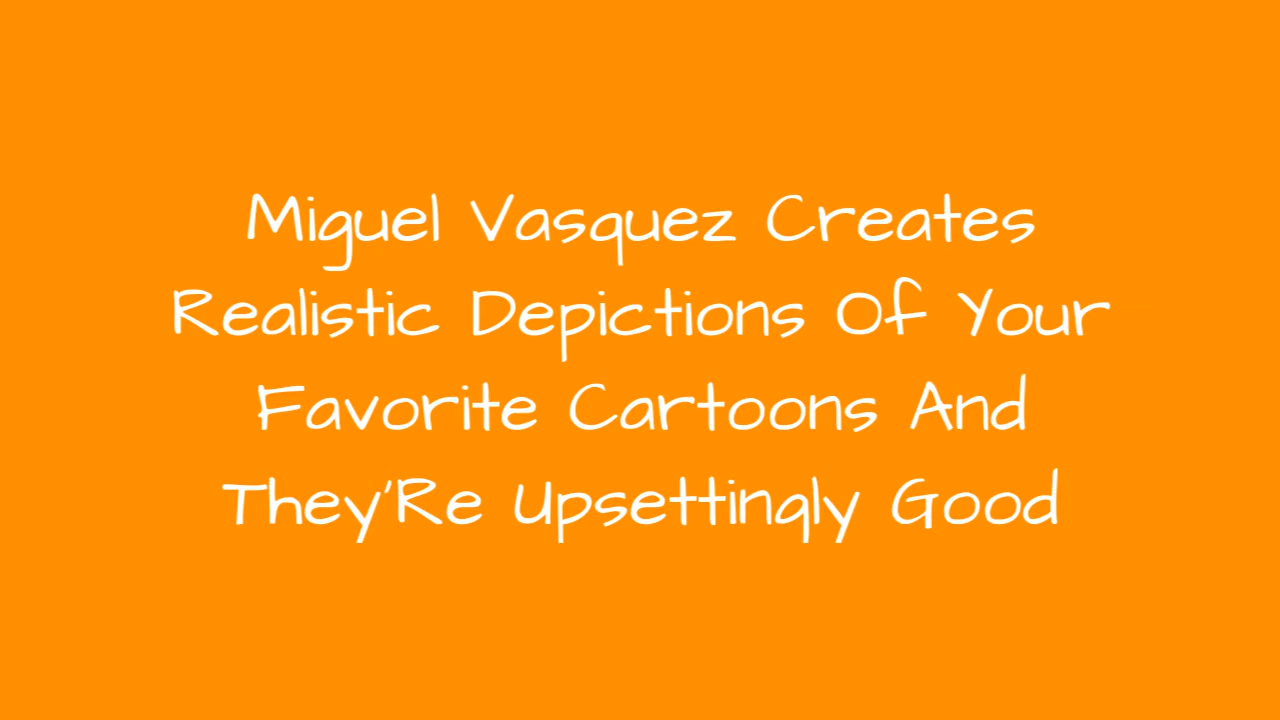 Miguel Vasquez Creates
Realistic Depictions Of Your
Favorite Cartoons And
They'Re Upsettingly Good